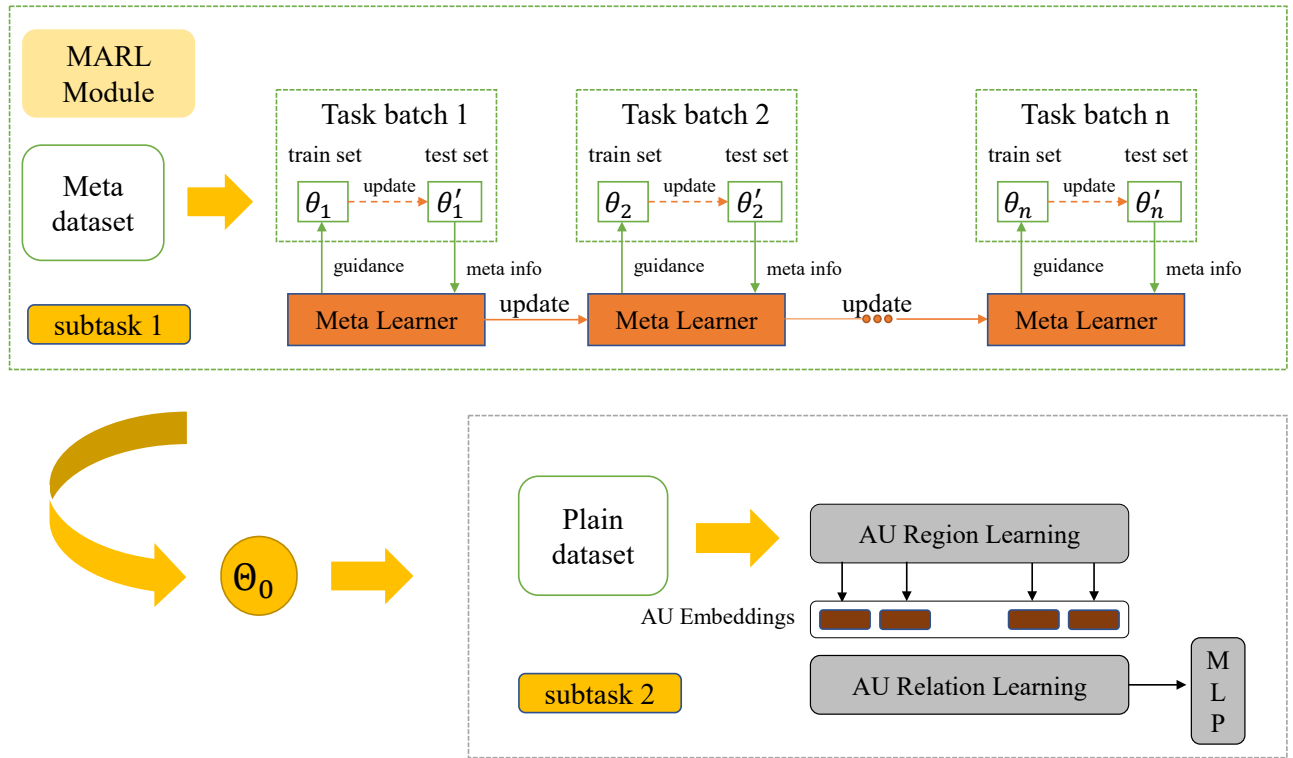 MARL
Module
Meta
dataset
subtask 1
Task batch 1
train set
test set
θ₁
update
θ₁′
guidance
meta info
Meta Learner
update
Task batch 2
train set
test set
θ₂
update
θ₂′
guidance
meta info
Meta Learner
update
Task batch n
train set
test set
θₙ
update
θₙ′
guidance
meta info
Meta Learner
Θ₀
Plain
dataset
subtask 2
AU Region Learning
AU Embeddings
AU Relation Learning
M
L
P